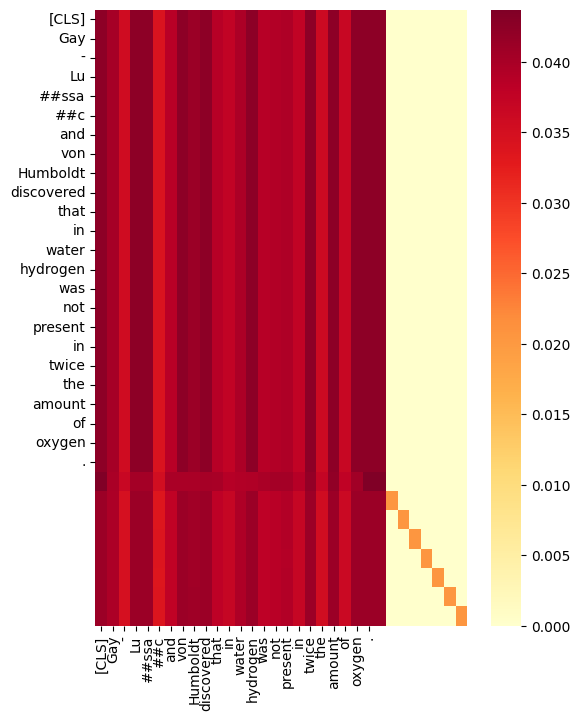 [CLS]
Gay
-
Lu
##ssa
##c
and
von
Humboldt
discovered
that
in
water
hydrogen
was
not
present
in
twice
the
amount
of
oxygen
.
[CLS]
Gay
-
Lu
##ssa
##c
and
von
Humboldt
discovered
that
in
water
hydrogen
was
not
present
in
twice
the
amount
of
oxygen
.
0.040
0.035
0.030
0.025
0.020
0.015
0.010
0.005
0.000